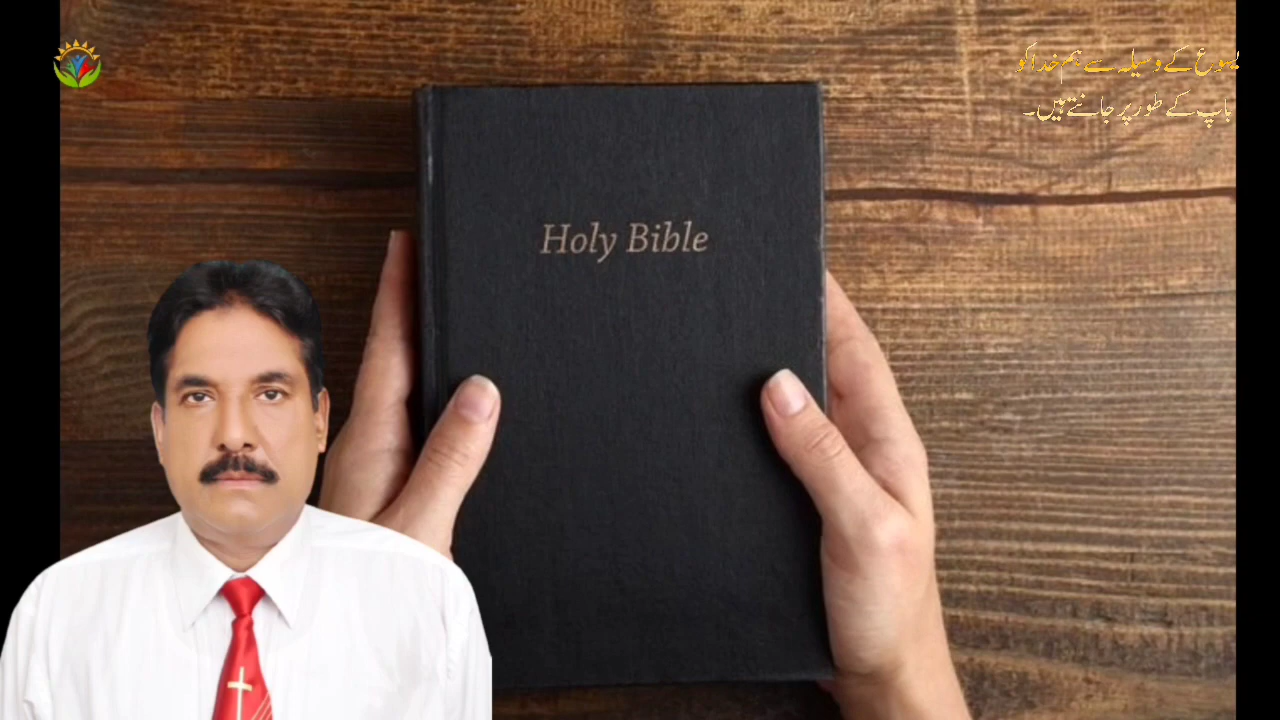 یسوع کے وسیلہ سے ہم خدا کو
باپ کے طور پر جانتے ہیں۔
Holy Bible